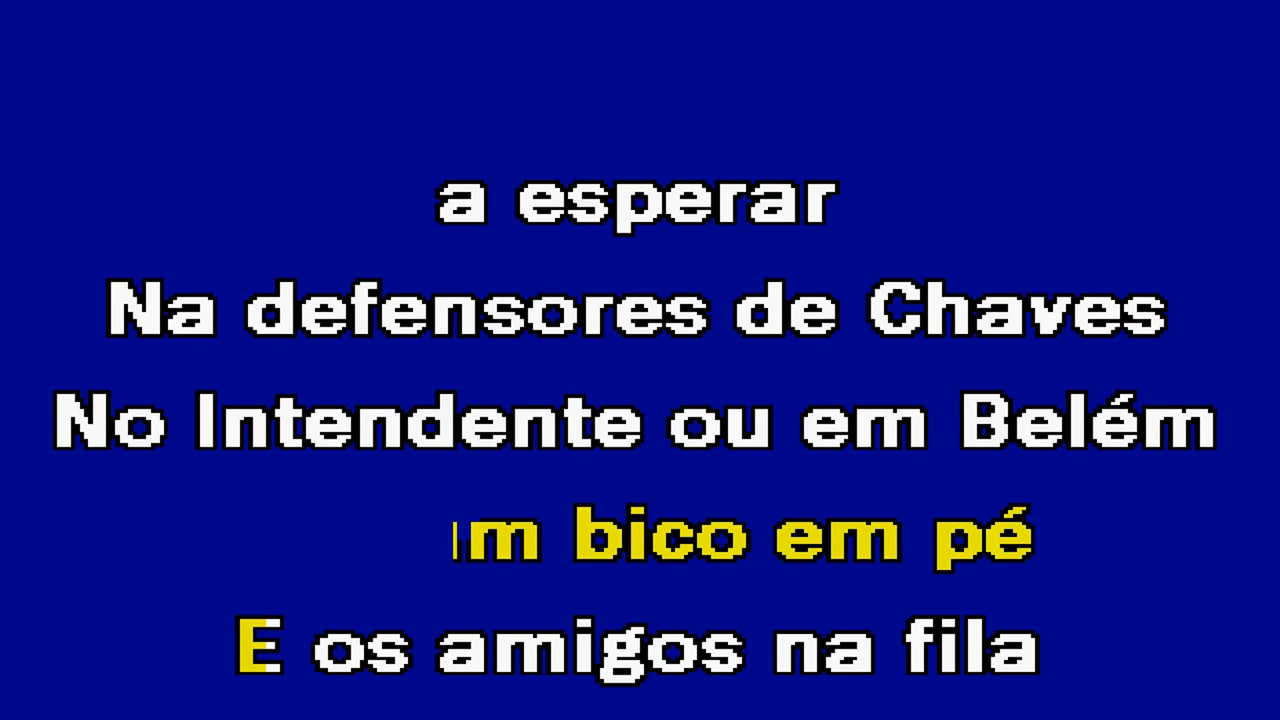 a esperar
Na defensores de Chaves
No Intendente ou em Belém
m bico em pé
E os amigos na fila